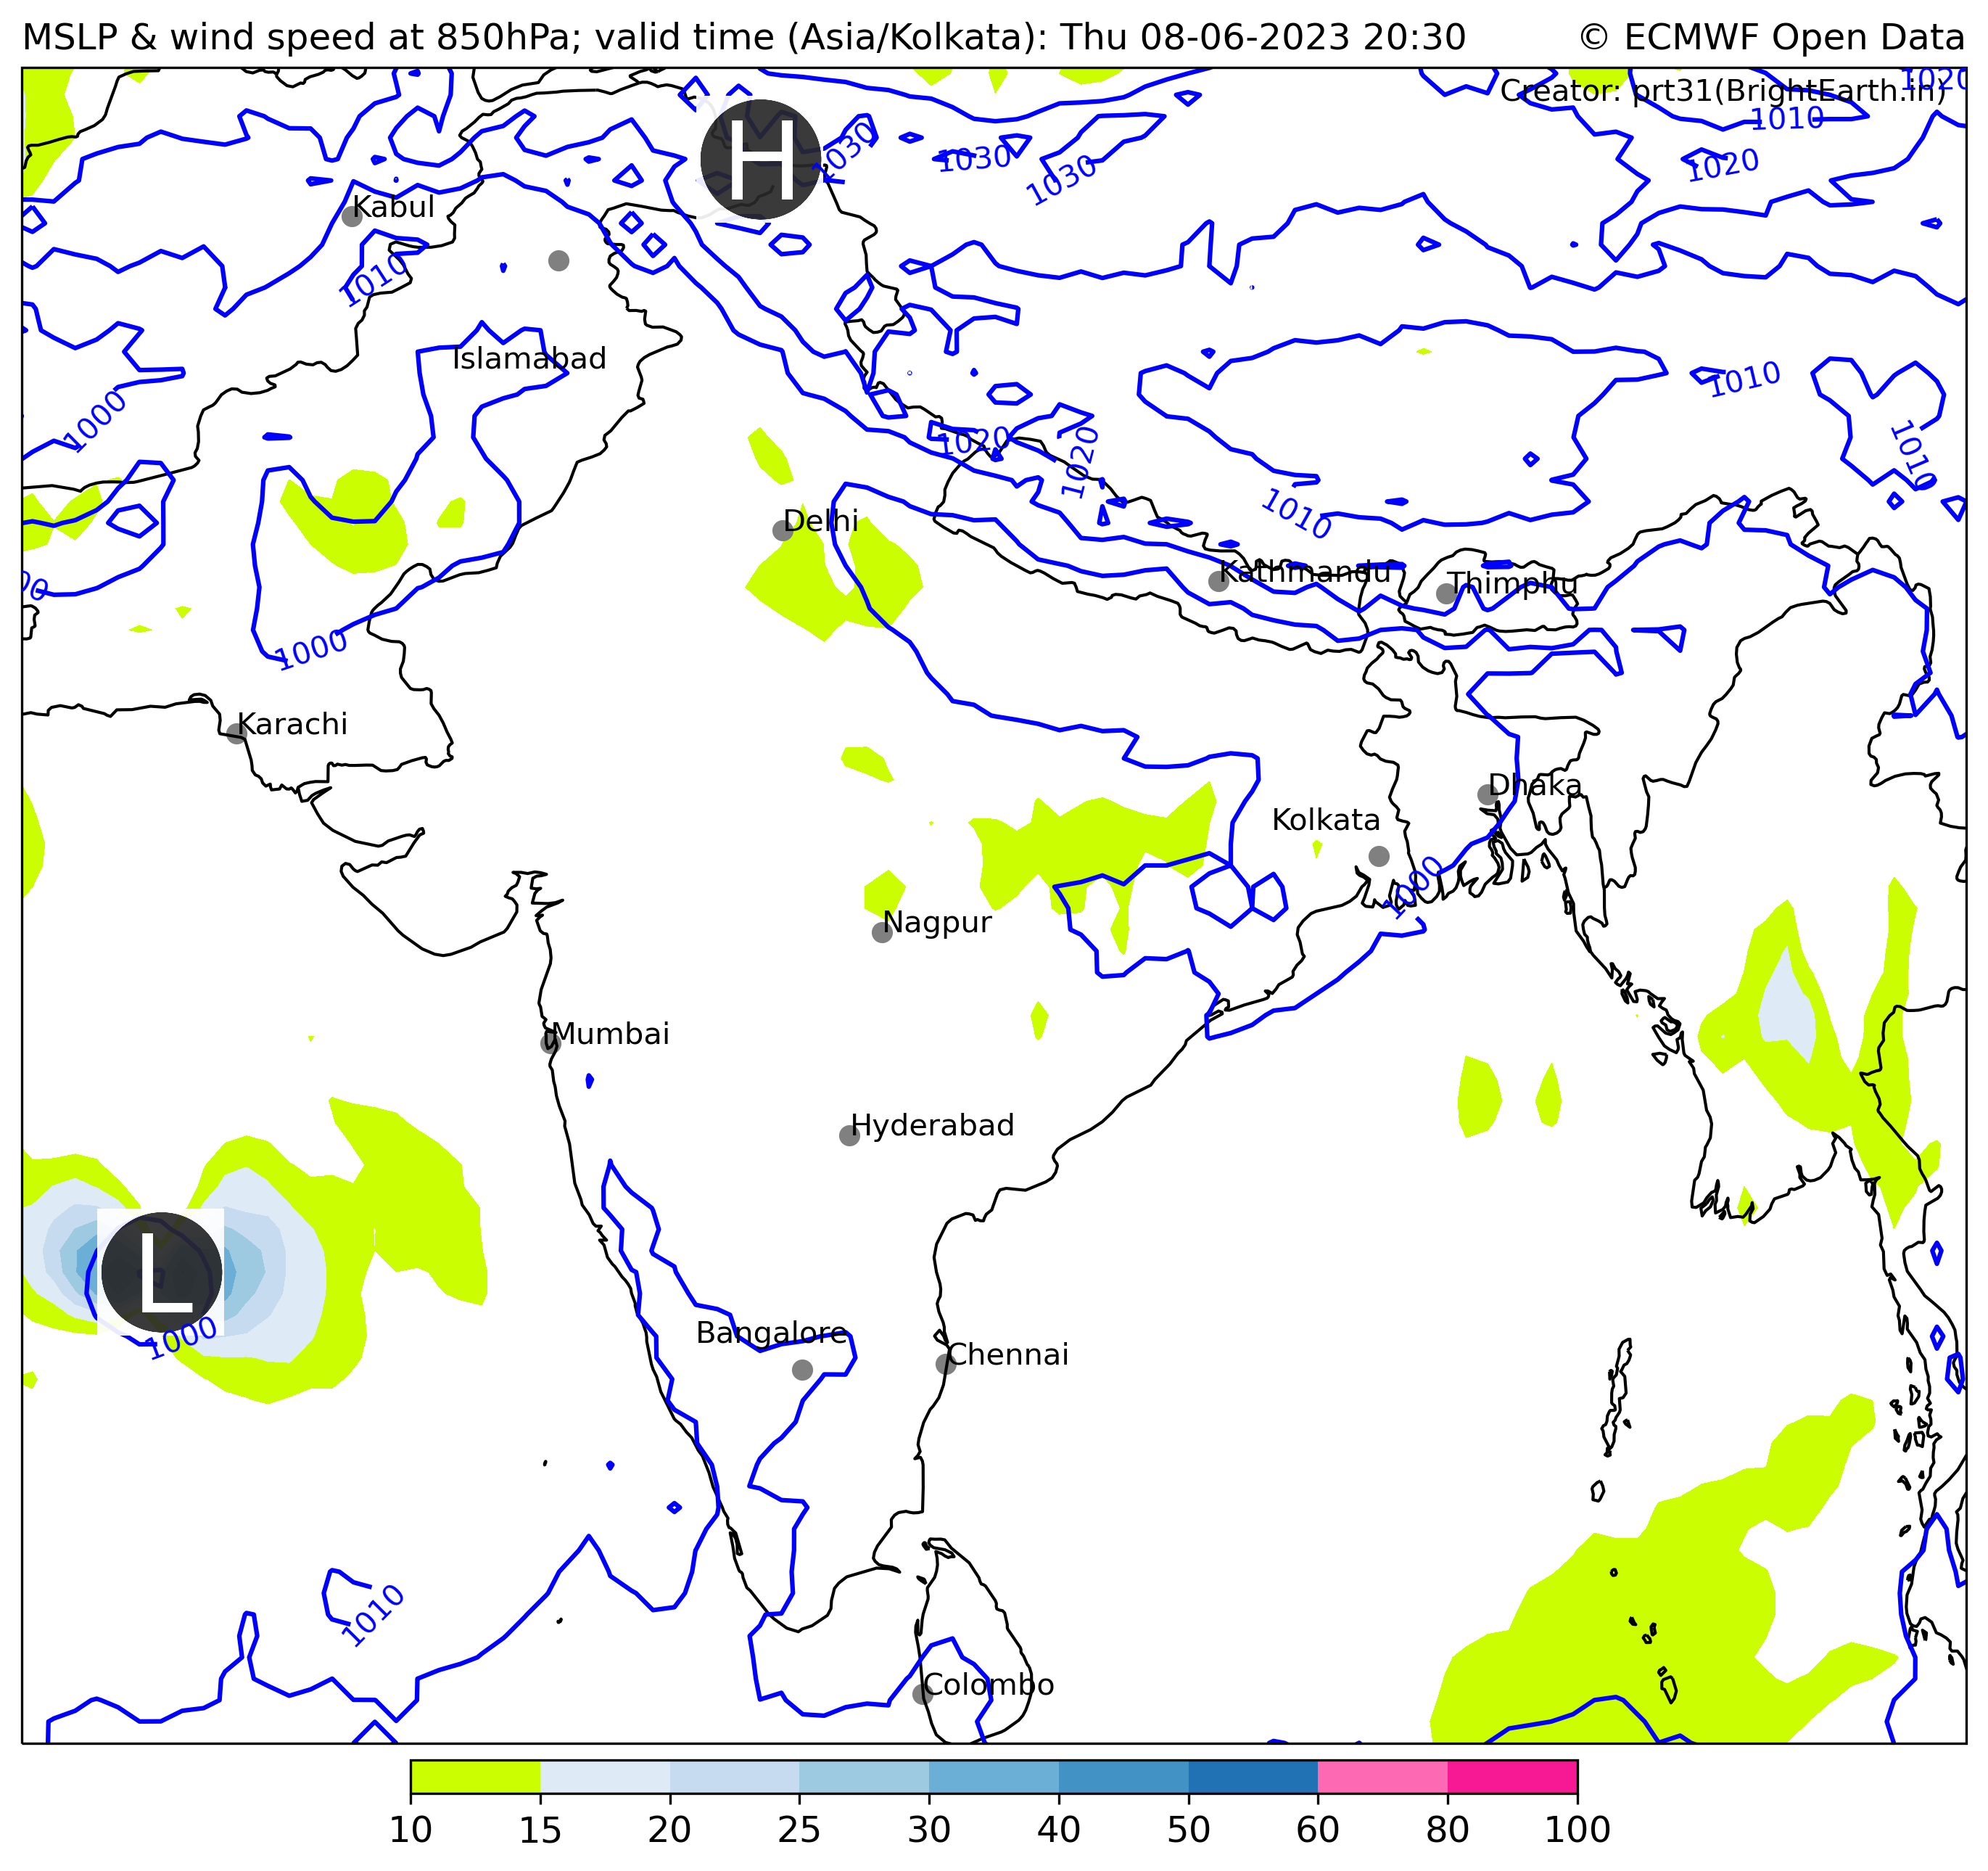 MSLP & wind speed at 850hPa; valid time (Asia/Kolkata): Thu 08-06-2023 20:30
© ECMWF Open Data
1020
Creator: prt31(BrightEarth.in)
H
1010
1030
1030
1030
1020
Kabul
1010
Islamabad
1010
1000
1020
1020
1010
1010
Delhi
Kathmandu
Thimphu
1000
Karachi
Dhaka
Kolkata
1000
Nagpur
Mumbai
Hyderabad
L
1000
Bangalore
Chennai
1010
Colombo
10 15 20 25 30 40 50 60 80 100